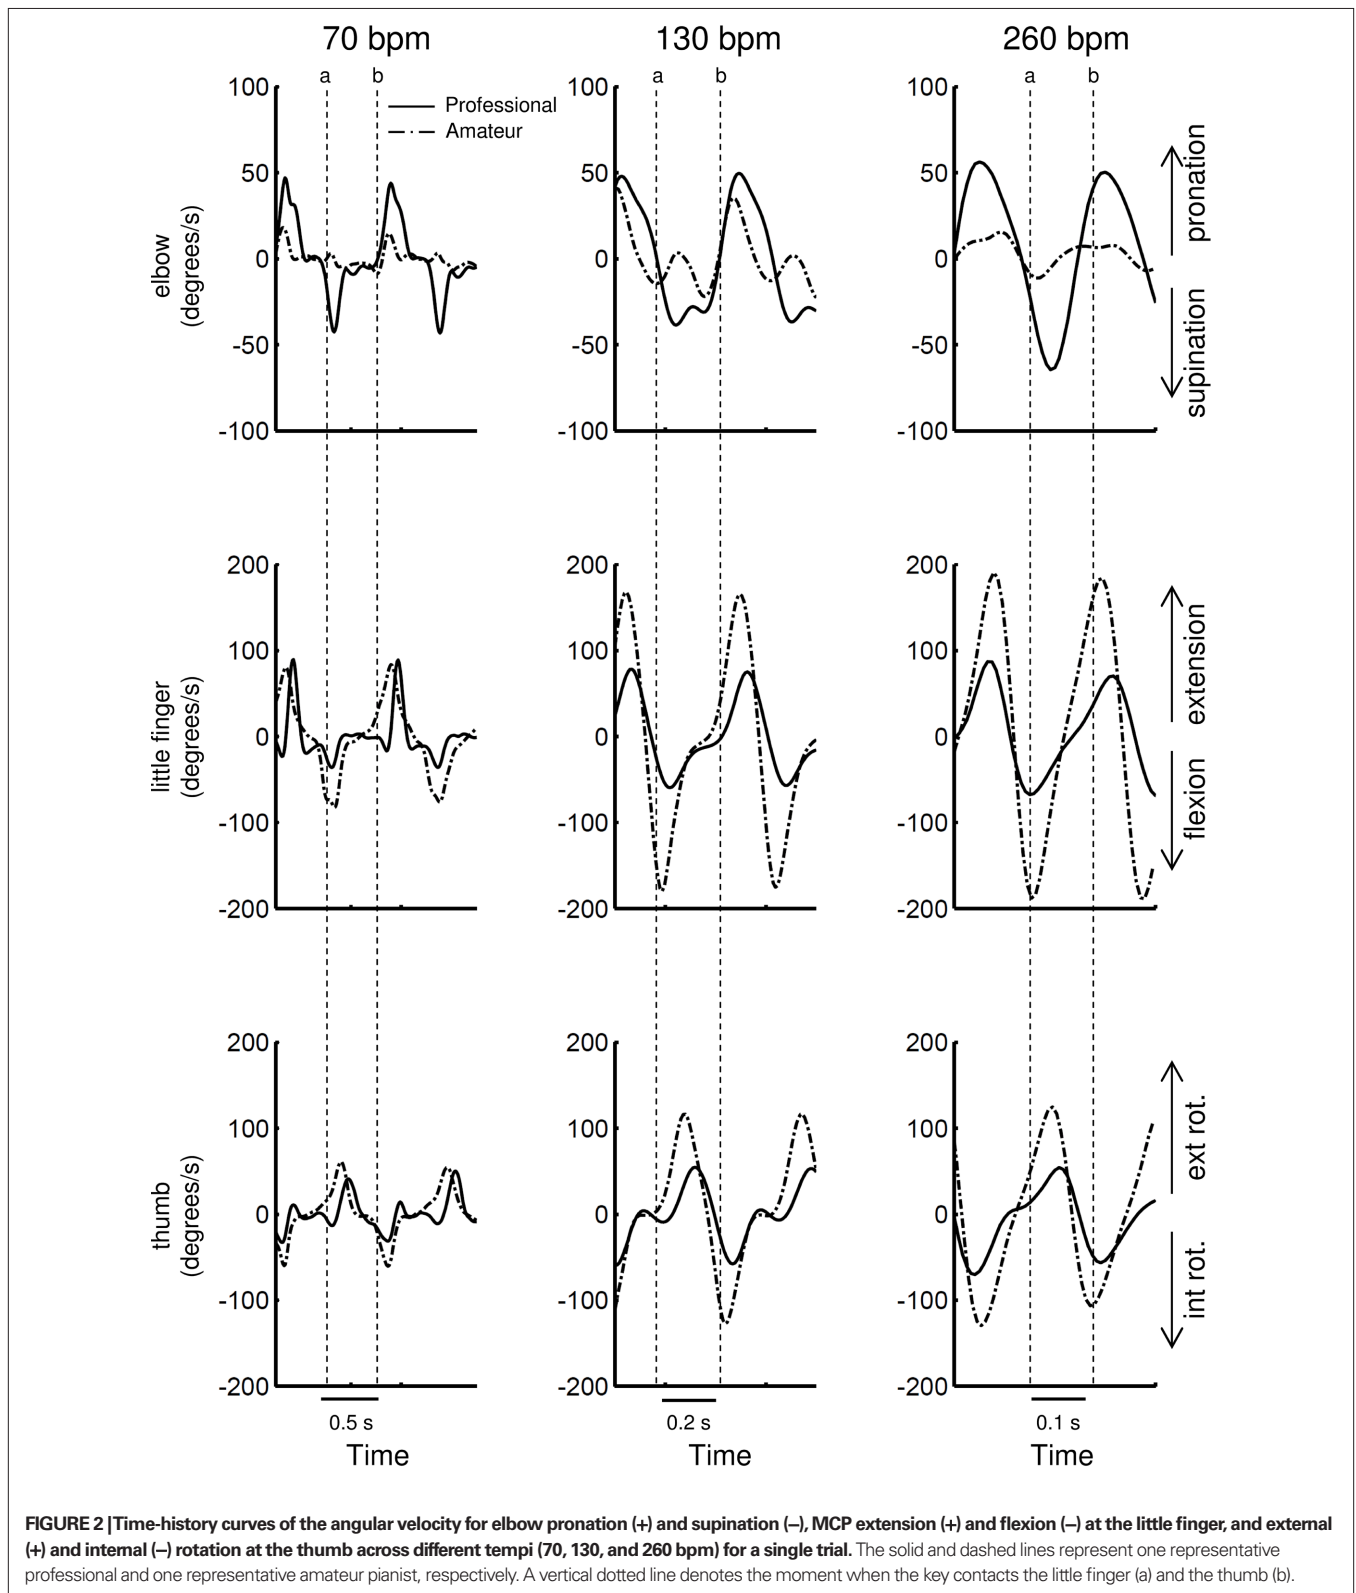 70 bpm 130 bpm 260 bpm
a b a b a b
Professional
Amateur
100
50
0
-50
-100
elbow
(degrees/s)
100
50
0
-50
-100
100
50
0
-50
-100
pronation
supination
200
100
0
-100
-200
little finger
(degrees/s)
200
100
0
-100
-200
200
100
0
-100
-200
extension
flexion
200
100
0
-100
-200
thumb
(degrees/s)
200
100
0
-100
-200
200
100
0
-100
-200
ext rot.
int rot.
0.5 s 0.2 s 0.1 s
Time Time Time
FIGURE 2 | Time-history curves of the angular velocity for elbow pronation (+) and supination (–), MCP extension (+) and flexion (–) at the little finger, and external
(+) and internal (–) rotation at the thumb across different tempi (70, 130, and 260 bpm) for a single trial. The solid and dashed lines represent one representative
professional and one representative amateur pianist, respectively. A vertical dotted line denotes the moment when the key contacts the little finger (a) and the thumb (b).